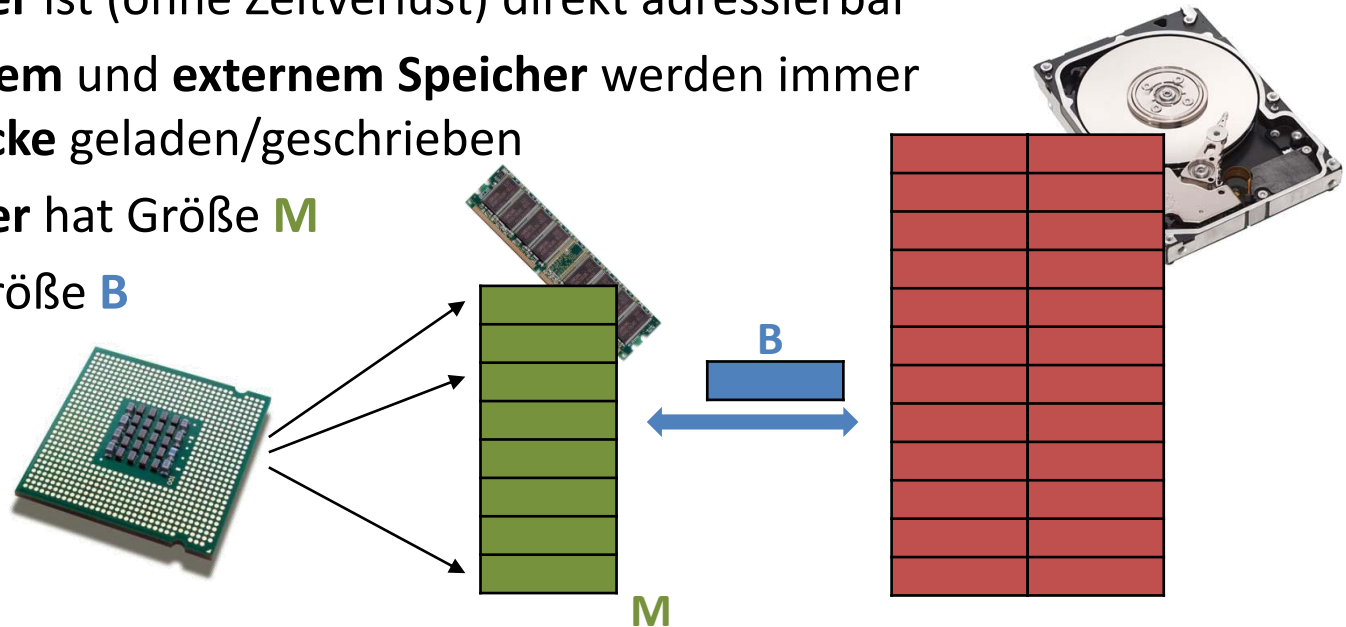 er ist (ohne Zeitverlust) direkt adressierbar
em und externem Speicher werden immer
cke geladen/geschrieben
er hat Größe M
röße B
B
M